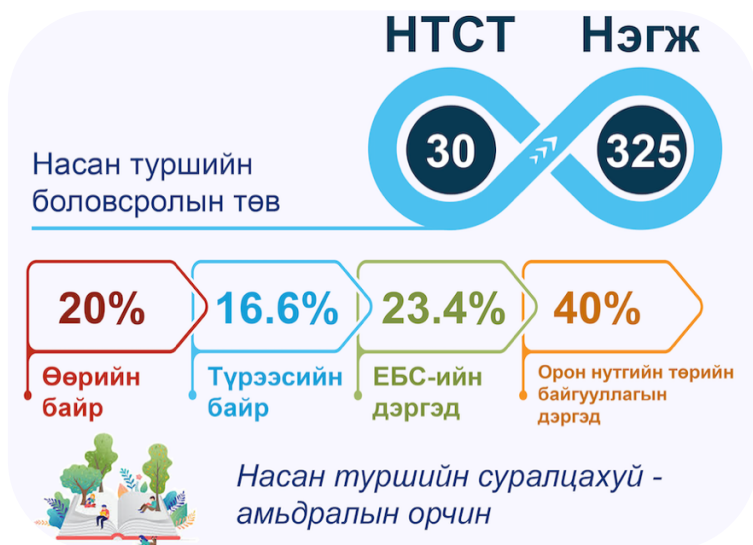 НТСТ Нэгж
30 325
Насан туршийн
боловсролын төв
20% 16.6% 23.4% 40%
Өөрийн
байр
Түрээсийн
байр
ЕБС-ийн
дэргэд
Орон нутгийн төрийн
байгууллагын
дэргэд
Насан туршийн суралцахуй -
амьдралын орчин